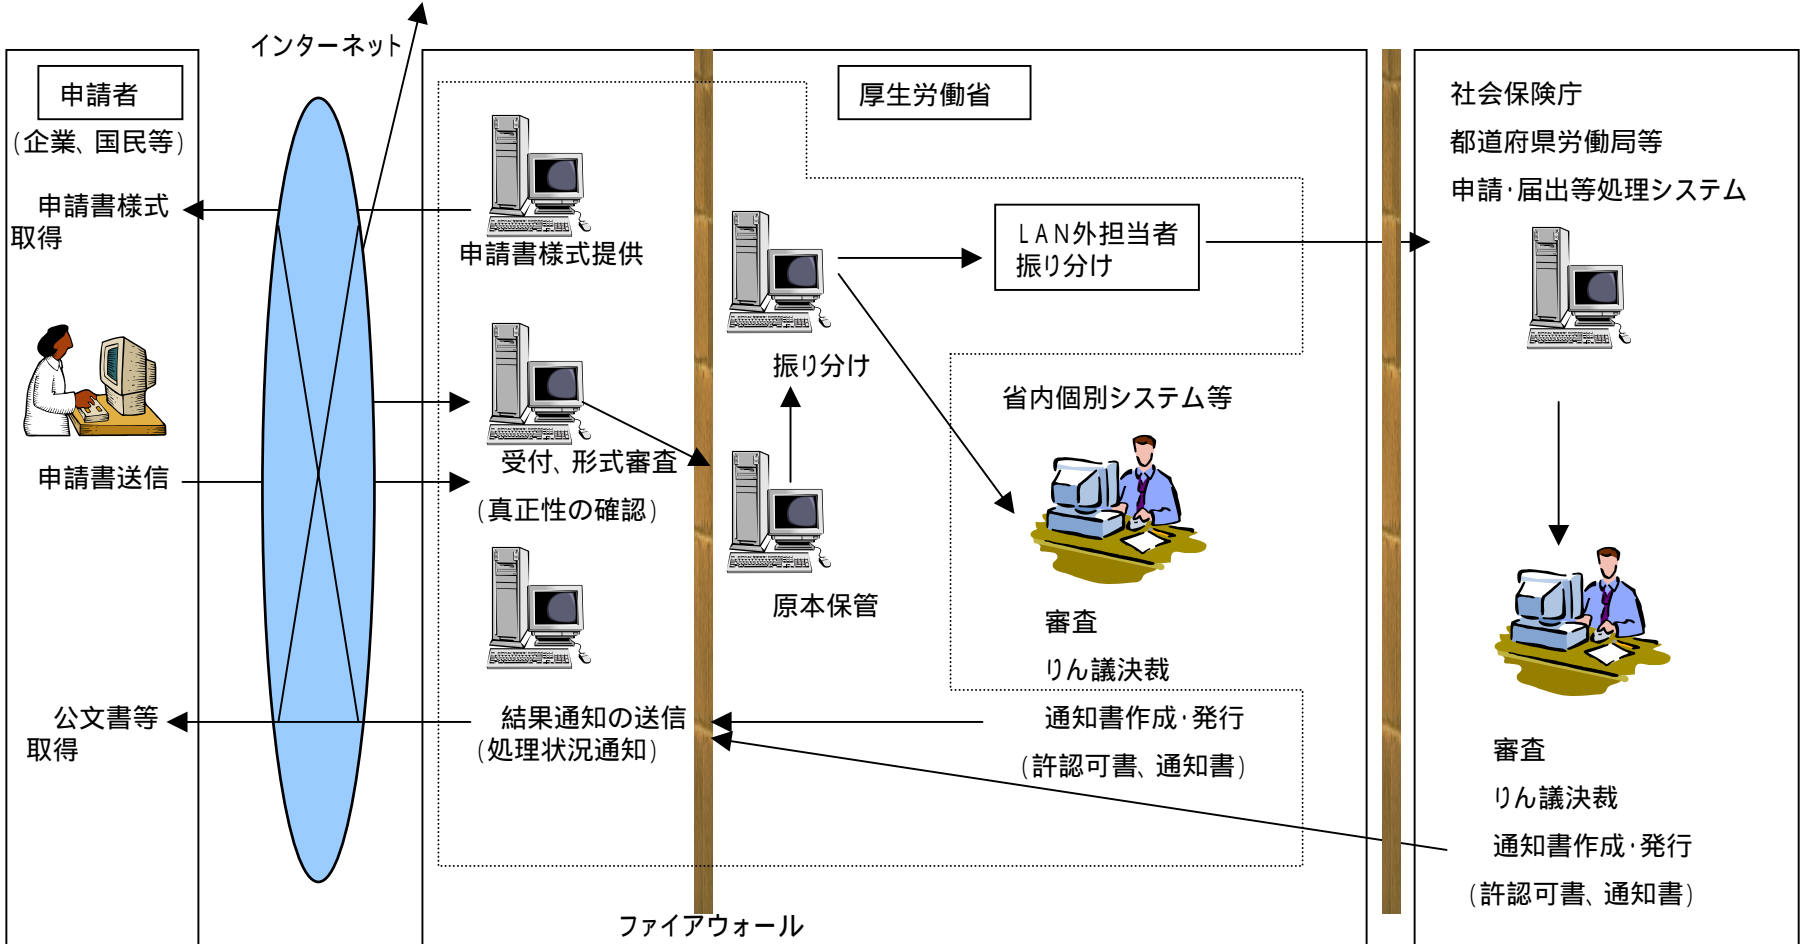 インターネット
申請者
(企業、国民等)
申請書様式
取得
申請書送信
公文書等
取得
厚生労働省
申請書様式提供
受付、形式審査
(真正性の確認)
結果通知の送信
(処理状況通知)
ファイアウォール
振り分け
原本保管
LAN外担当者
振り分け
省内個別システム等
審査
りん議決裁
通知書作成・発行
(許認可書、通知書)
社会保険庁
都道府県労働局等
申請・届出等処理システム
審査
りん議決裁
通知書作成・発行
(許認可書、通知書)